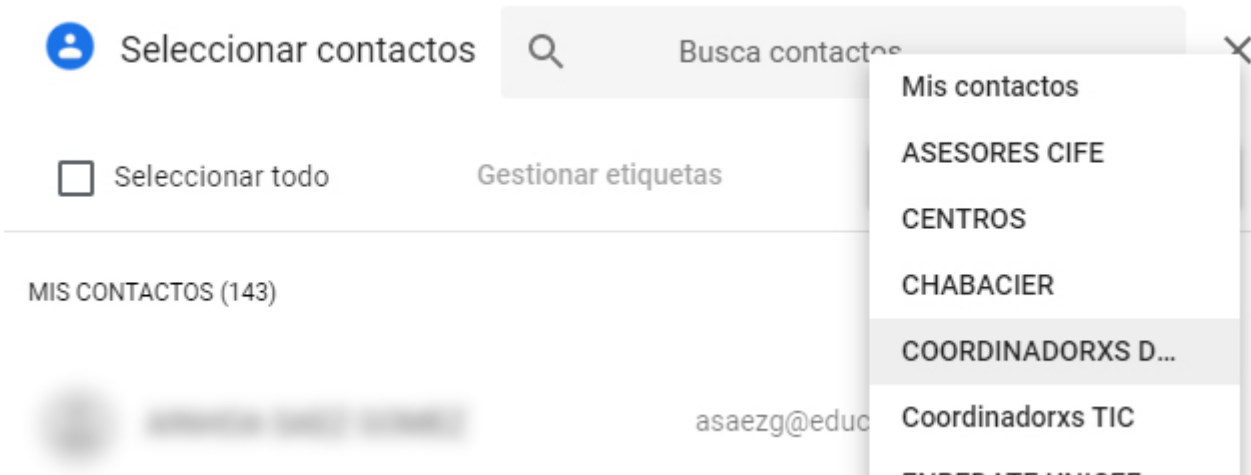 Seleccionar contactos
Busca contactos
Mis contactos
ASESORES CIFE
Seleccionar todo
Gestionar etiquetas
CENTROS
CHABACIER
MIS CONTACTOS (143)
COORDINADORXS D...
asaezg@educ
Coordinadorxs TIC